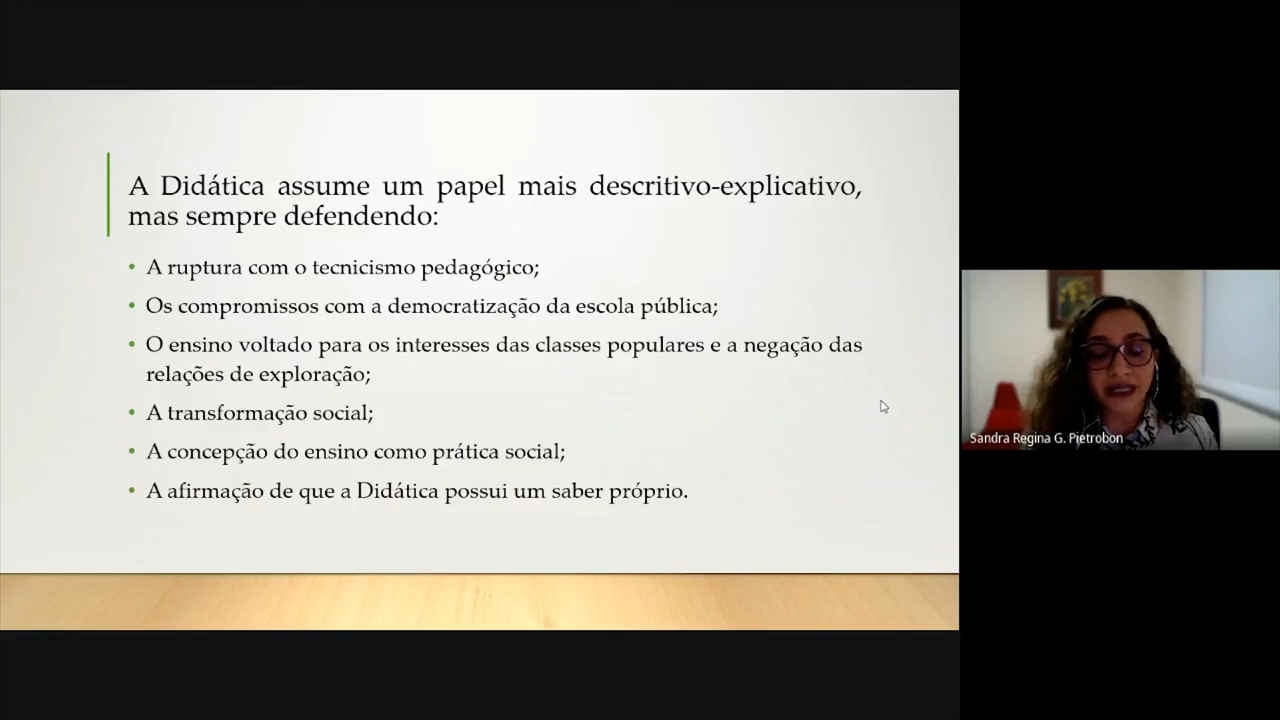 A Didática assume um papel mais descritivo-explicativo,
mas sempre defendendo:
• A ruptura com o tecnicismo pedagógico;
• Os compromissos com a democratização da escola pública;
• O ensino voltado para os interesses das classes populares e a negação das
relações de exploração;
• A transformação social;
• A concepção do ensino como prática social;
• A afirmação de que a Didática possui um saber próprio.
Sandra Regina G. Pietrobon